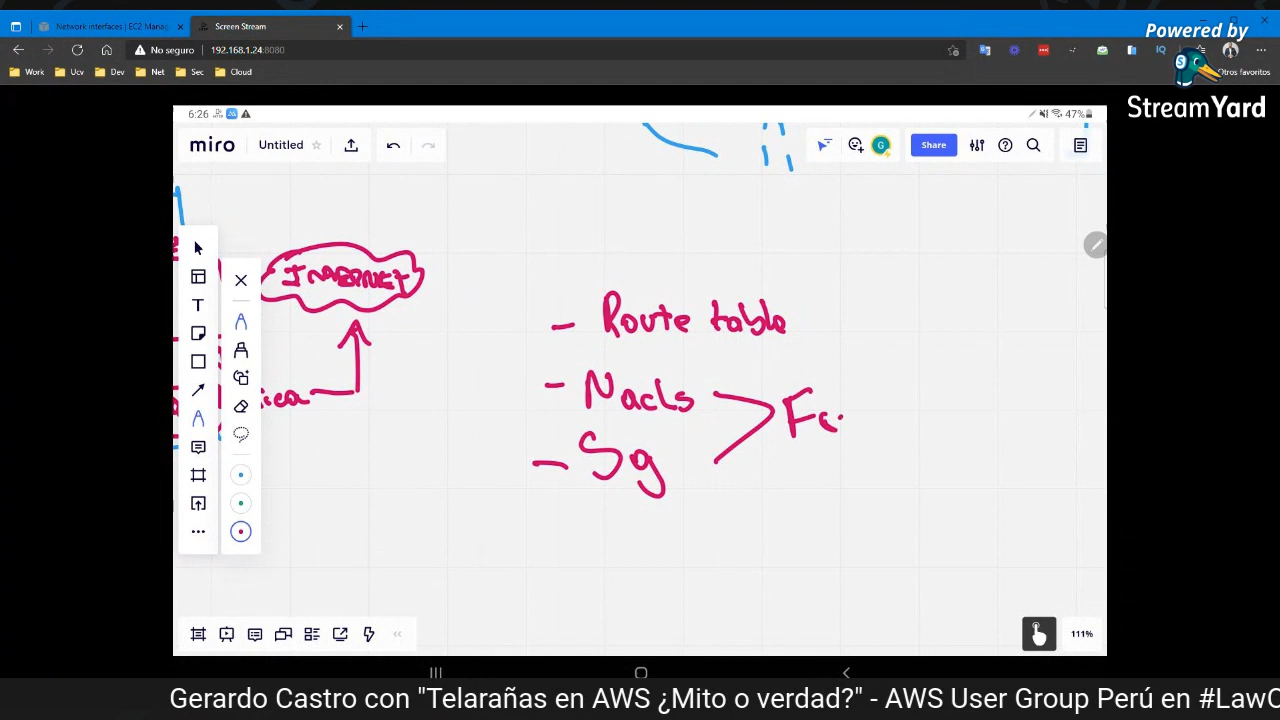 Network interfaces | EC2 Manag
Screen Stream
Powered by
No seguro
192.168.1.24:8080
Work
Ucv
Dev
Net
Sec
Cloud
Otros favoritos
StreamYard
6:26
47%
miro
Untitled
G
Share
INTERNET
- Route table
- Nacls
- Sg
111%
Gerardo Castro con "Telarañas en AWS ¿Mito o verdad?" - AWS User Group Perú en #LawC